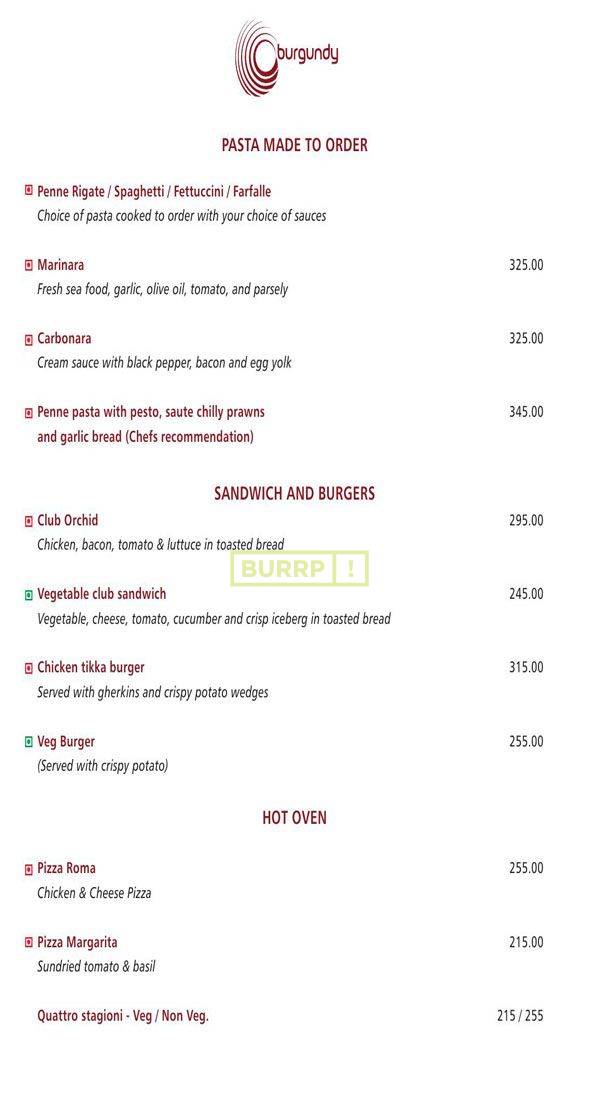 burgundy
PASTA MADE TO ORDER
Penne Rigate / Spaghetti / Fettuccini / Farfalle
Choice of pasta cooked to order with your choice of sauces
Marinara 325.00
Fresh sea food, garlic, olive oil, tomato, and parsely
Carbonara 325.00
Cream sauce with black pepper, bacon and egg yolk
Penne pasta with pesto, saute chilly prawns 345.00
and garlic bread (Chefs recommendation)
SANDWICH AND BURGERS
Club Orchid 295.00
Chicken, bacon, tomato & luttuce in toasted bread
BURRP !
Vegetable club sandwich 245.00
Vegetable, cheese, tomato, cucumber and crisp iceberg in toasted bread
Chicken tikka burger 315.00
Served with gherkins and crispy potato wedges
Veg Burger 255.00
(Served with crispy potato)
HOT OVEN
Pizza Roma 255.00
Chicken & Cheese Pizza
Pizza Margarita 215.00
Sundried tomato & basil
Quattro stagioni - Veg / Non Veg. 215 / 255